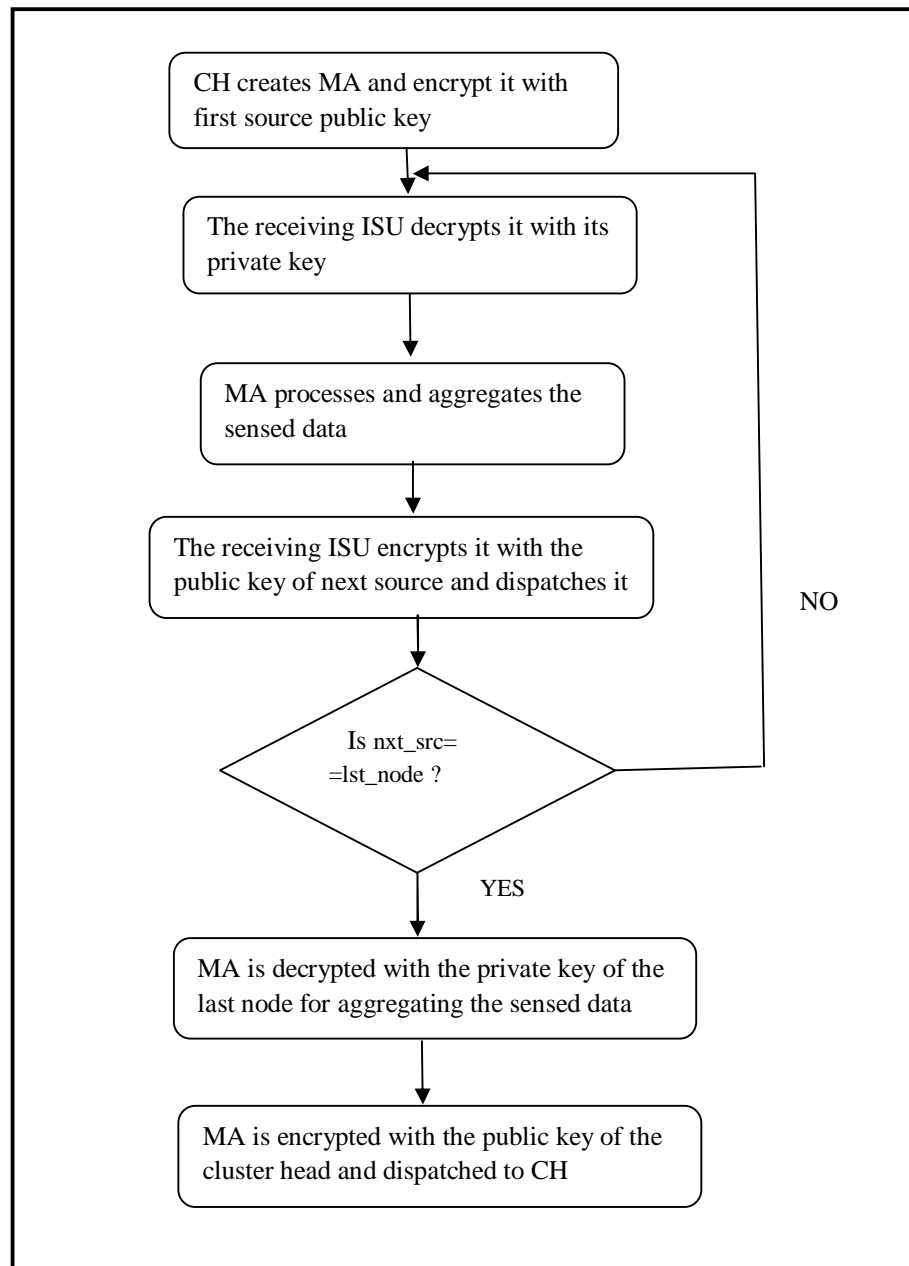 CH creates MA and encrypt it with
first source public key
The receiving ISU decrypts it with its
private key
MA processes and aggregates the
sensed data
The receiving ISU encrypts it with the
public key of next source and dispatches it
NO
Is nxt_src=
=lst_node ?
YES
MA is decrypted with the private key of the
last node for aggregating the sensed data
MA is encrypted with the public key of the
cluster head and dispatched to CH